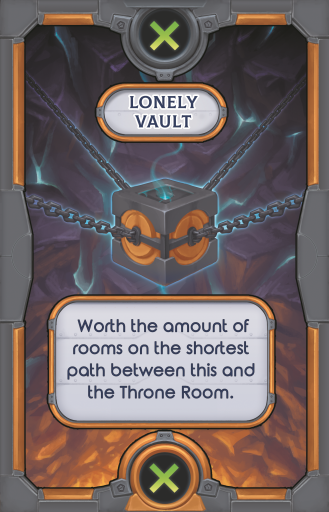 LONELY
VAULT
Worth the amount of
rooms on the shortest
path between this and
the Throne Room.